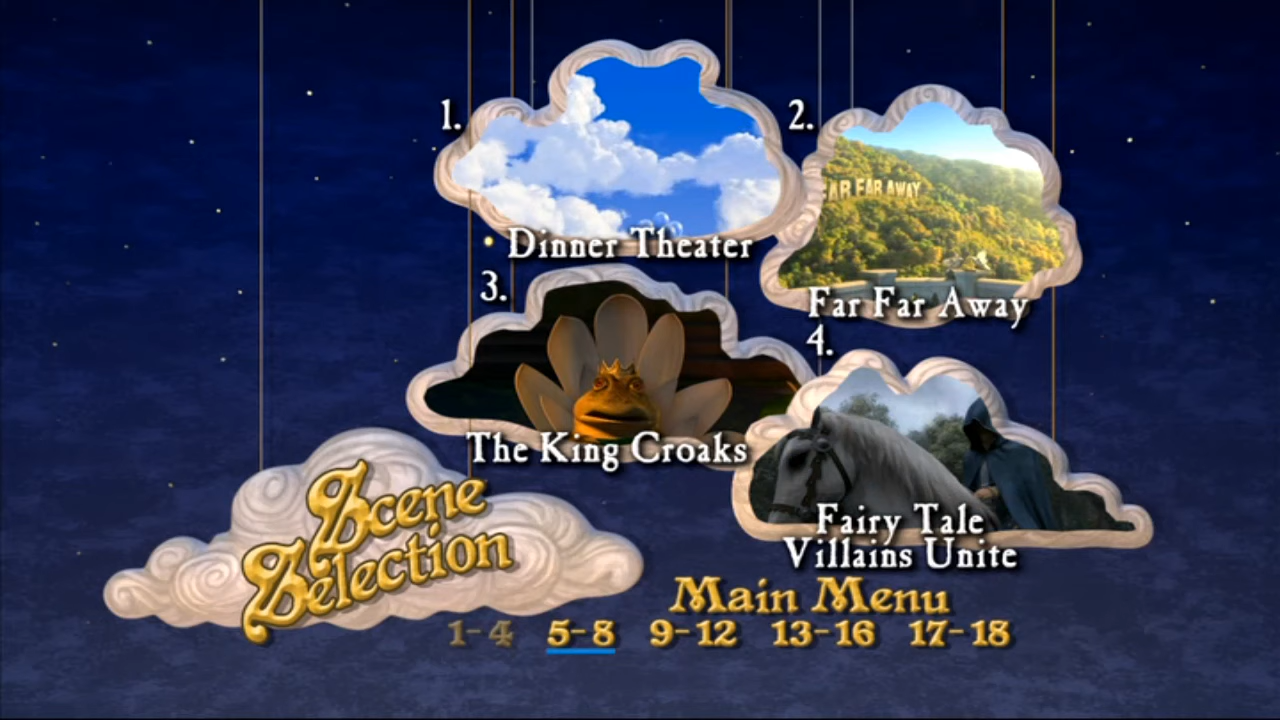 1.
Dinner Theater
2.
FAR FAR AWAY
Far Far Away
3.
The King Croaks
4.
Fairy Tale
Villains Unite
Scene
Selection
Main Menu
1-4 5-8 9-12 13-16 17-18